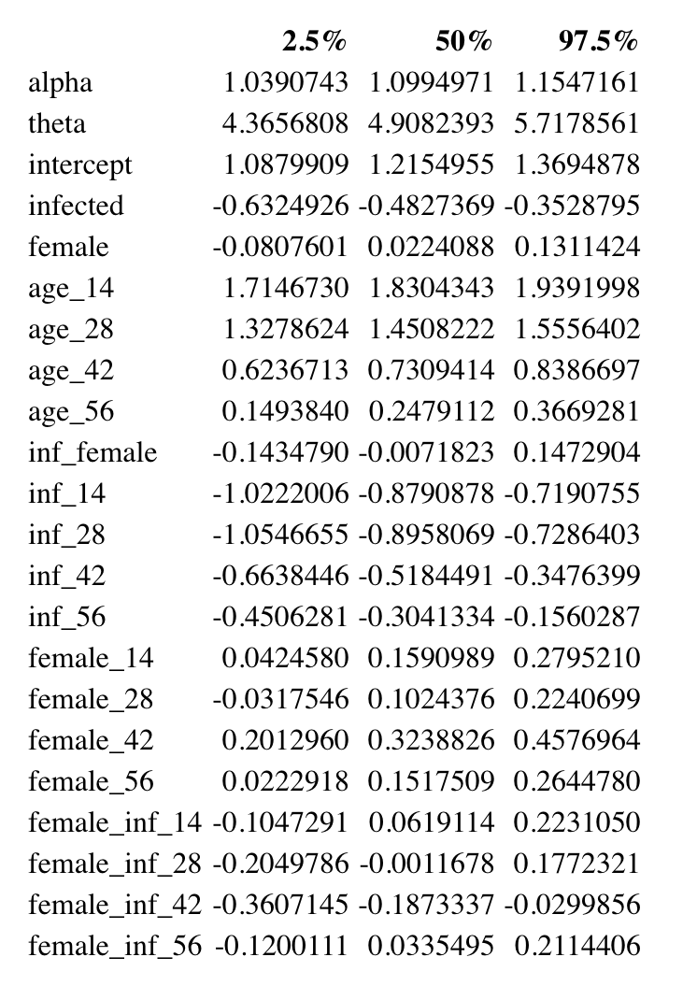 2.5% 50% 97.5%
alpha 1.0390743 1.0994971 1.1547161
theta 4.3656808 4.9082393 5.7178561
intercept 1.0879909 1.2154955 1.3694878
infected -0.6324926 -0.4827369 -0.3528795
female -0.0807601 0.0224088 0.1311424
age_14 1.7146730 1.8304343 1.9391998
age_28 1.3278624 1.4508222 1.5556402
age_42 0.6236713 0.7309414 0.8386697
age_56 0.1493840 0.2479112 0.3669281
inf_female -0.1434790 -0.0071823 0.1472904
inf_14 -1.0222006 -0.8790878 -0.7190755
inf_28 -1.0546655 -0.8958069 -0.7286403
inf_42 -0.6638446 -0.5184491 -0.3476399
inf_56 -0.4506281 -0.3041334 -0.1560287
female_14 0.0424580 0.1590989 0.2795210
female_28 -0.0317546 0.1024376 0.2240699
female_42 0.2012960 0.3238826 0.4576964
female_56 0.0222918 0.1517509 0.2644780
female_inf_14 -0.1047291 0.0619114 0.2231050
female_inf_28 -0.2049786 -0.0011678 0.1772321
female_inf_42 -0.3607145 -0.1873337 -0.0299856
female_inf_56 -0.1200111 0.0335495 0.2114406